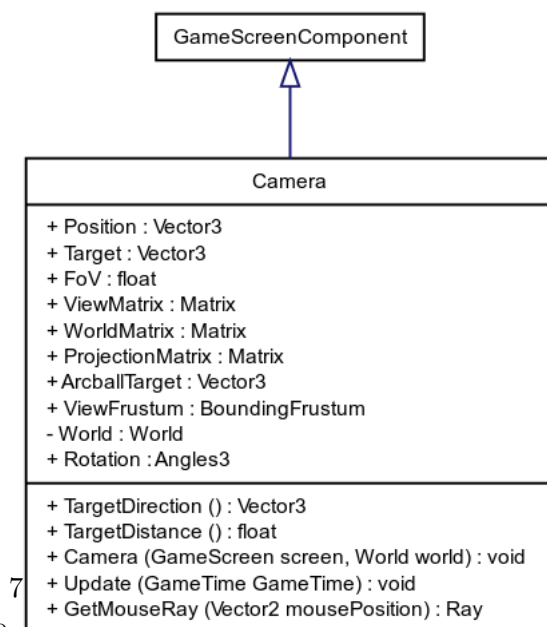 GameScreenComponent
Camera
+ Position : Vector3
+ Target : Vector3
+ FoV : float
+ ViewMatrix : Matrix
+ WorldMatrix : Matrix
+ ProjectionMatrix : Matrix
+ ArcballTarget : Vector3
+ ViewFrustum : BoundingFrustum
- World : World
+ Rotation : Angles3
+ TargetDirection () : Vector3
+ TargetDistance () : float
+ Camera (GameScreen screen, World world) : void
7 + Update (GameTime GameTime) : void
+ GetMouseRay (Vector2 mousePosition) : Ray